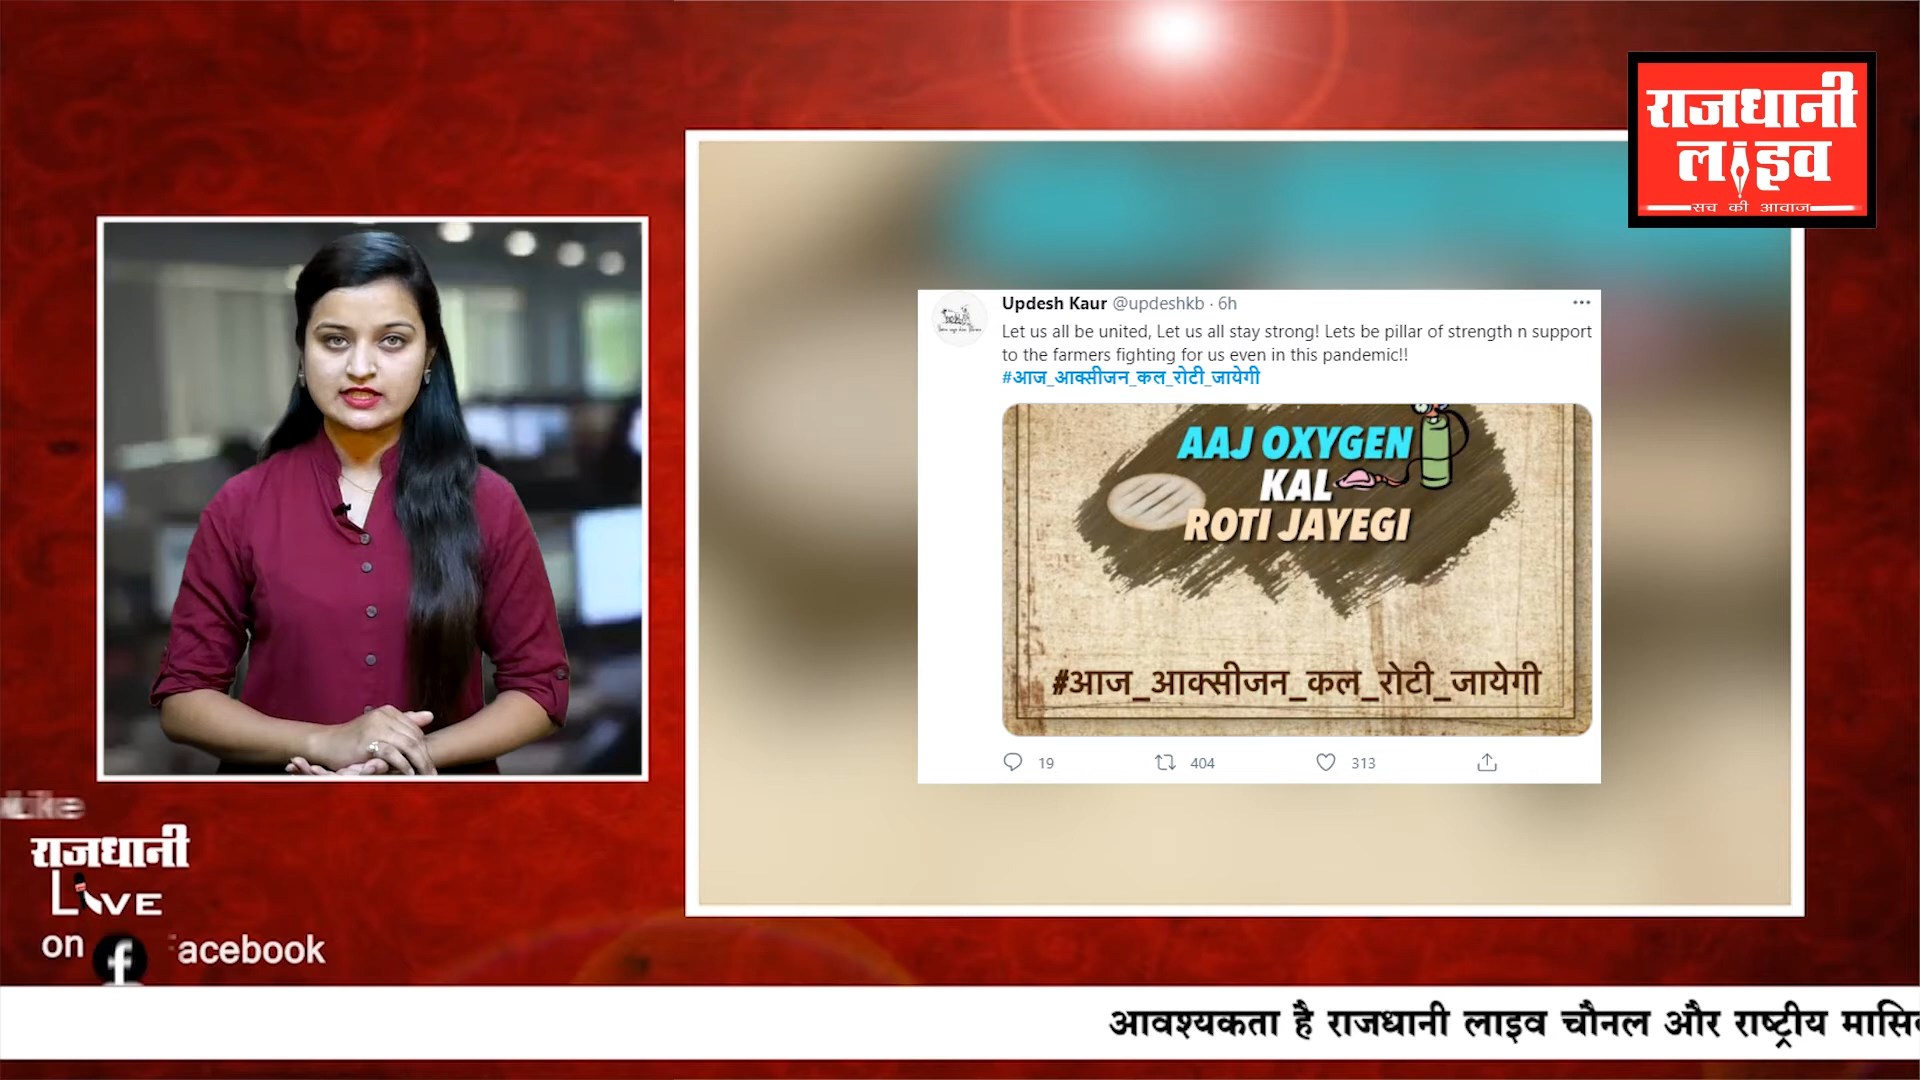 राजधानी
लाइव
सच की आवाज
Updesh Kaur @updeshkb · 6h
Let us all be united, Let us all stay strong! Lets be pillar of strength n support
to the farmers fighting for us even in this pandemic!!
#आज_आक्सीजन_कल_रोटी_जायेगी
AAJ OXYGEN
KAL
ROTI JAYEGI
#आज_आक्सीजन_कल_रोटी_जायेगी
19 404 313
Like
राजधानी
LIVE
on facebook
आवश्यकता है राजधानी लाइव चौनल और राष्ट्रीय मासिक